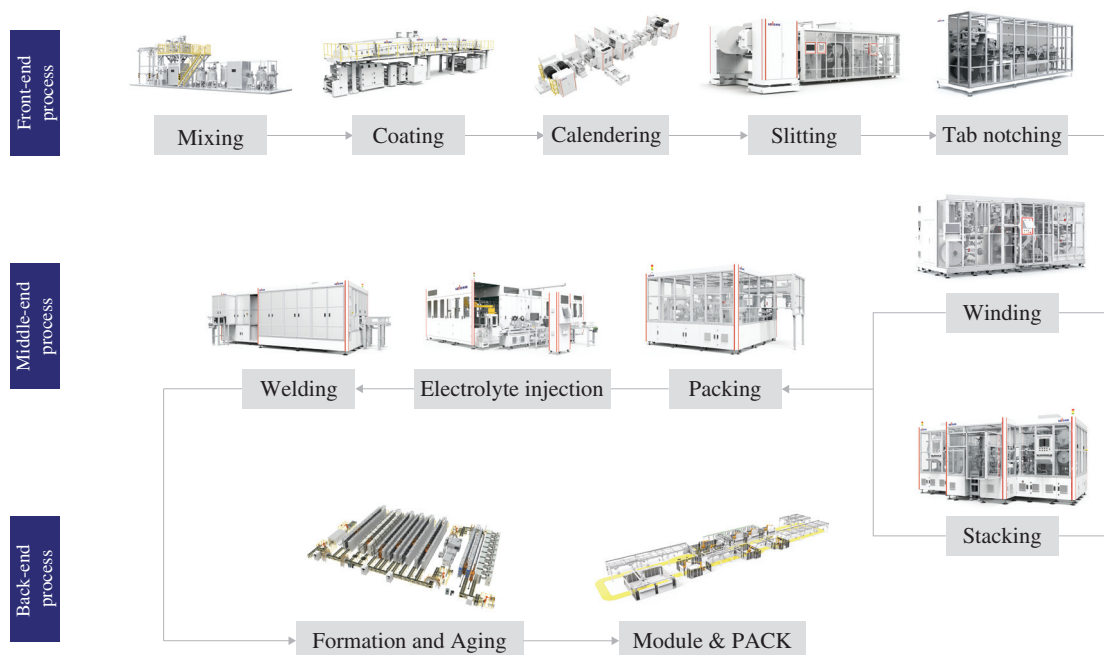 Front-end
process
Mixing
Coating
Calendering
Slitting
Tab notching
Middle-end
process
Winding
Welding
Electrolyte injection
Packing
Stacking
Back-end
process
Formation and Aging
Module & PACK